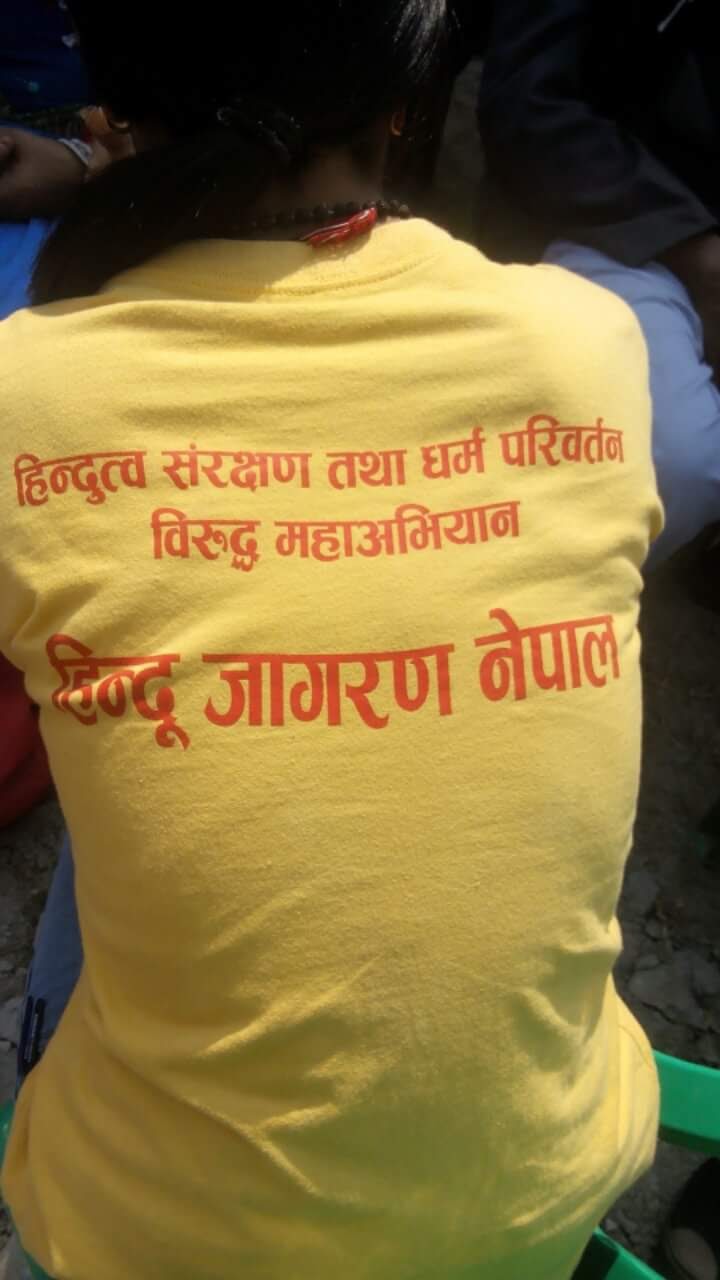 हिन्दुत्व संरक्षण तथा धर्म परिवर्तन
विरूद्ध महाअभियान
हिन्दू जागरण नेपाल